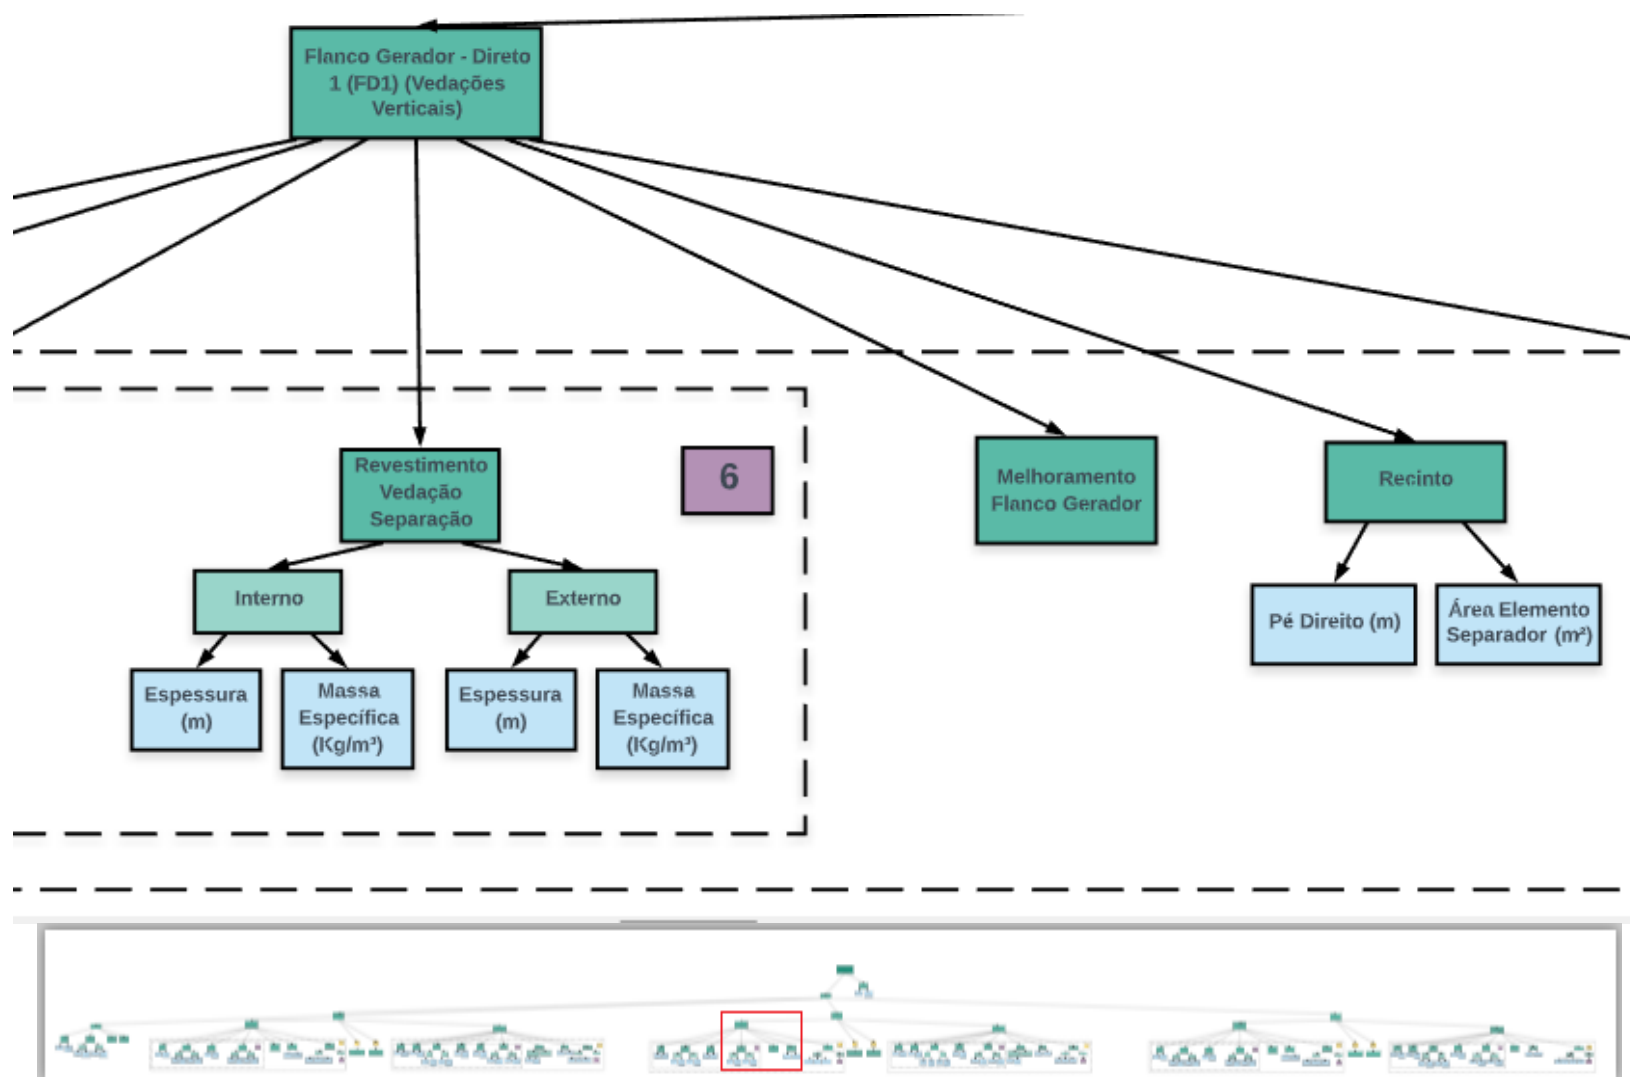 Flanco Gerador - Direto
1 (FD1) (Vedações
Verticais)
Revestimento
Vedação
Separação
6
Melhoramento
Flanco Gerador
Recinto
Interno
Externo
Pé Direito (m)
Área Elemento
Separador (m²)
Espessura
(m)
Massa
Específica
(Kg/m³)
Espessura
(m)
Massa
Específica
(Kg/m³)